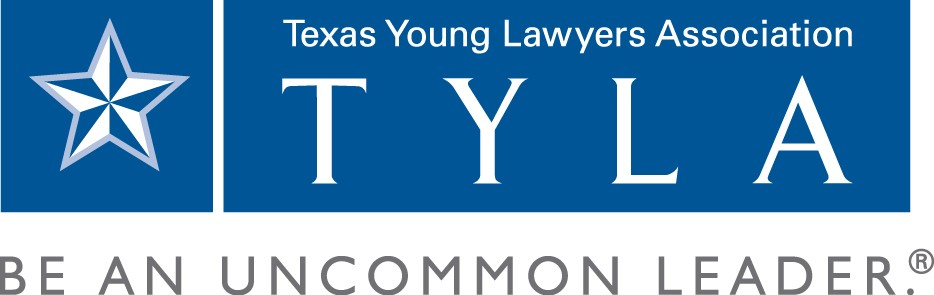 Texas Young Lawyers Association
TYLA
BE AN UNCOMMON LEADER.®